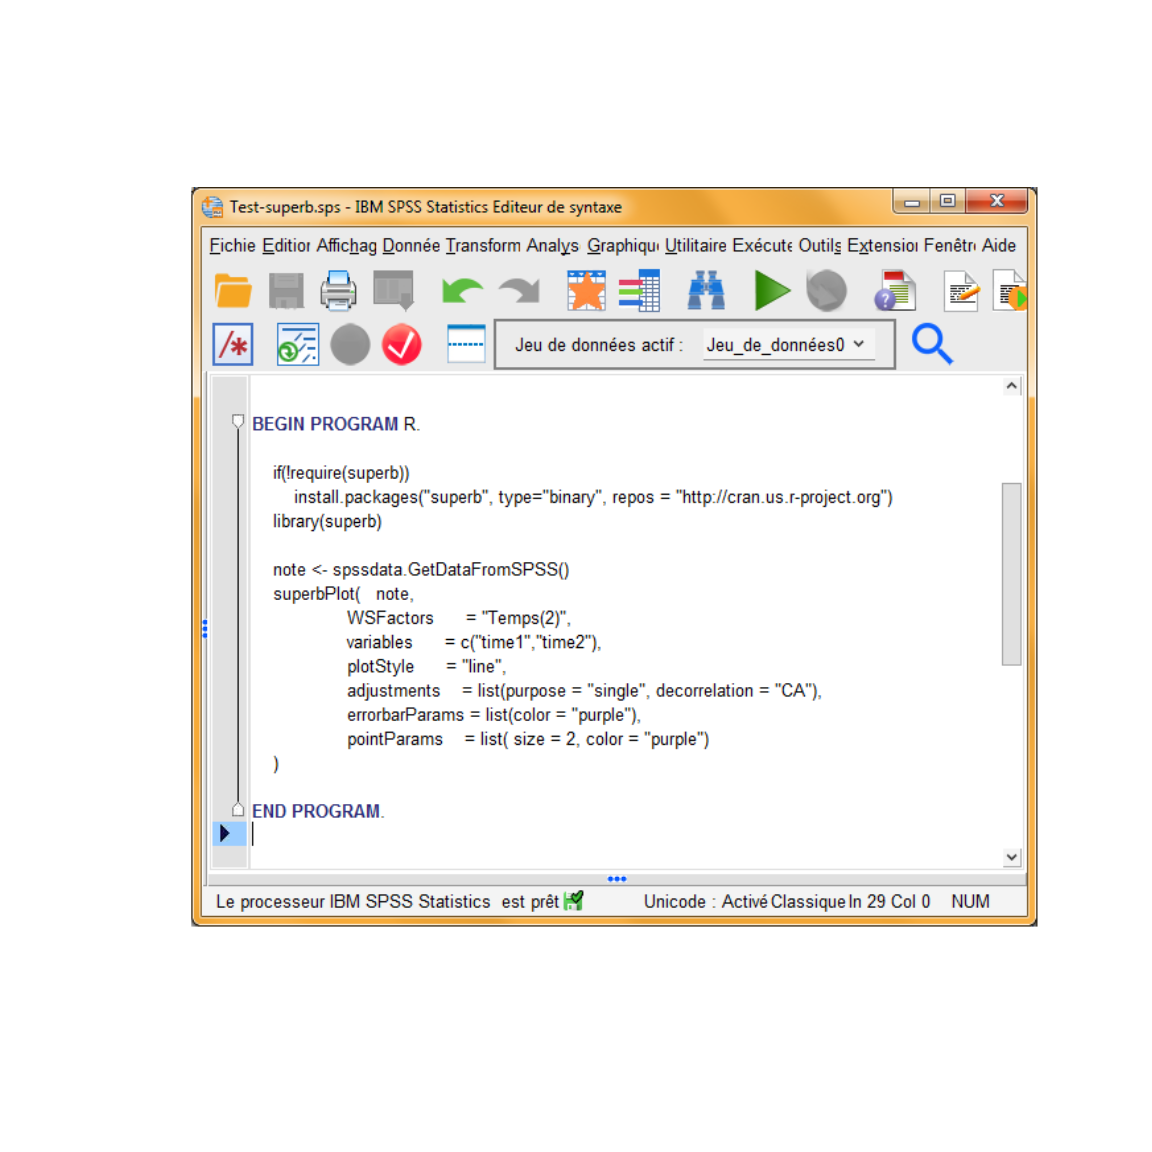 Test-superb.sps - IBM SPSS Statistics Editeur de syntaxe
Fichie Edition Affichag Donnée Transform Analys Graphiqu Utilitaire Exécute Outils Extension Fenêtr Aide
/*
Jeu de données actif : Jeu_de_données0
BEGIN PROGRAM R.
if(!require(superb))
install.packages("superb", type="binary", repos = "http://cran.us.r-project.org")
library(superb)
note <- spssdata.GetDataFromSPSS()
superbPlot( note,
WSFactors = "Temps(2)",
variables = c("time1","time2"),
plotStyle = "line",
adjustments = list(purpose = "single", decorrelation = "CA"),
errorbarParams = list(color = "purple"),
pointParams = list( size = 2, color = "purple")
)
END PROGRAM.
Le processeur IBM SPSS Statistics est prêt Unicode : Activé Classique ln 29 Col 0 NUM